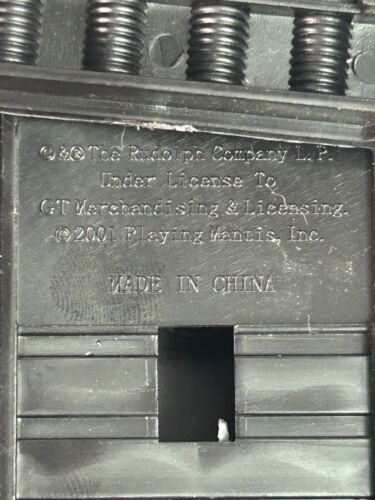 ©&® The Rudolph Company L.P.
Under License To
GT Merchandising & Licensing.
©2001 Playing Mantis, Inc.
MADE IN CHINA